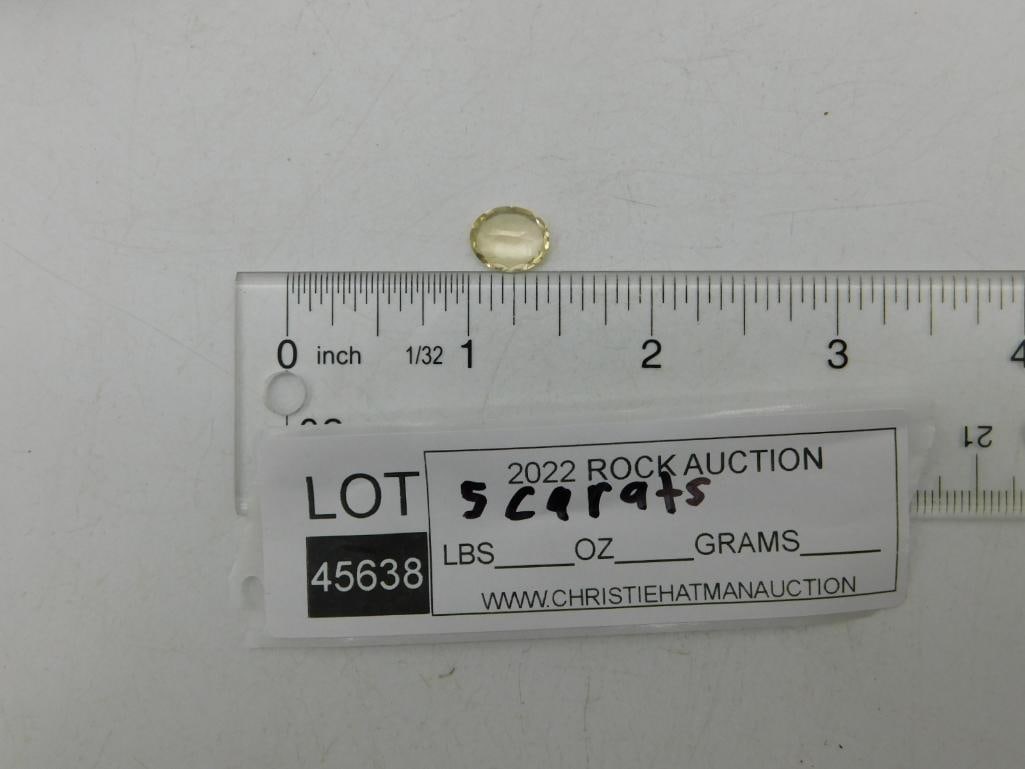 0 inch 1/32 1 2 3 4
21
LOT
45638
2022 ROCK AUCTION
5 carats
LBS_____OZ_____GRAMS_____
WWW.CHRISTIEHATMANAUCTION